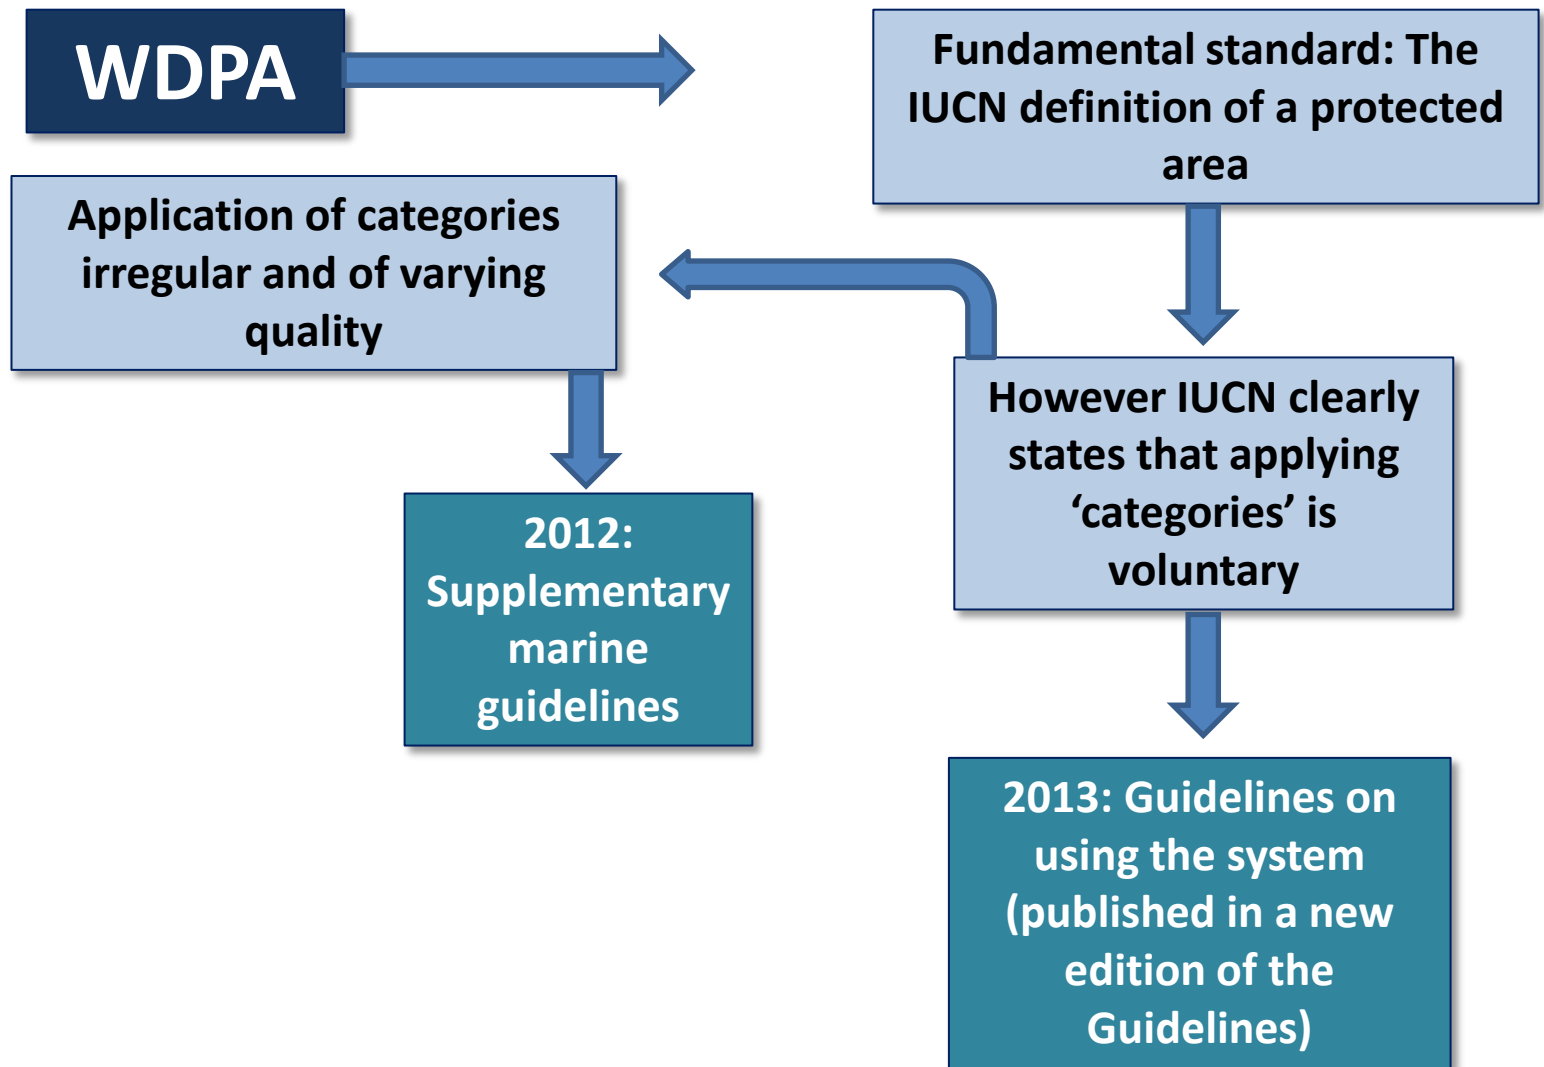 WDPA
Fundamental standard: The
IUCN definition of a protected
area
Application of categories
irregular and of varying
quality
However IUCN clearly
states that applying
‘categories’ is
voluntary
2012:
Supplementary
marine
guidelines
2013: Guidelines on
using the system
(published in a new
edition of the
Guidelines)